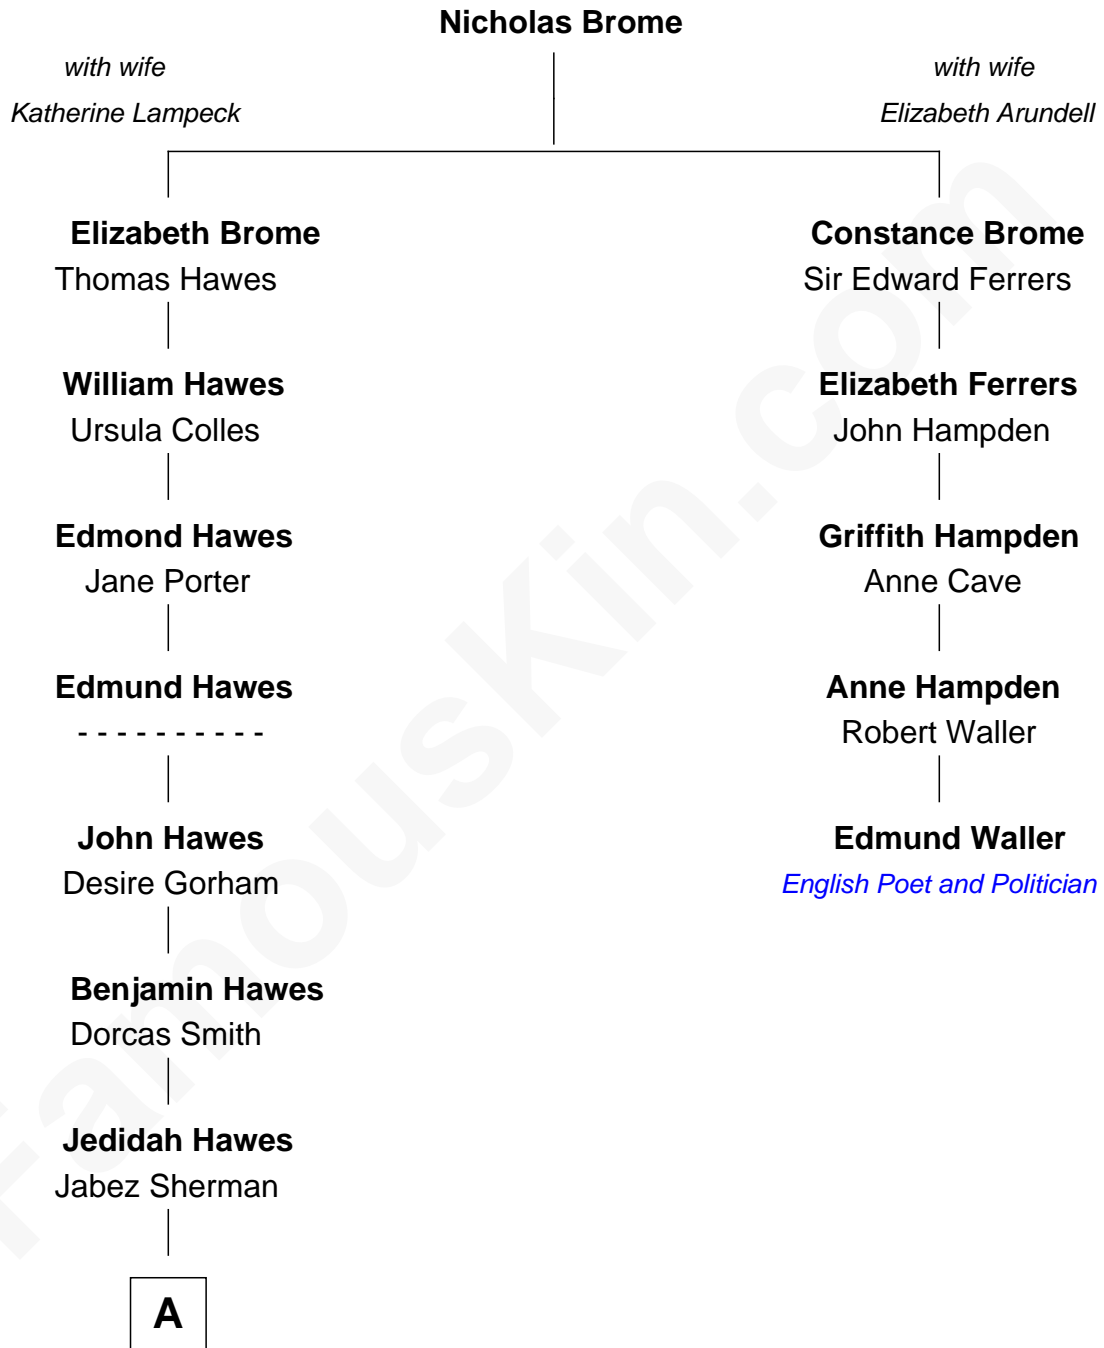 Nicholas Brome
with wife
Katherine Lampeck
with wife
Elizabeth Arundell
Elizabeth Brome
Thomas Hawes
Constance Brome
Sir Edward Ferrers
William Hawes
Ursula Colles
Elizabeth Ferrers
John Hampden
Edmond Hawes
Jane Porter
Griffith Hampden
Anne Cave
Edmund Hawes
- - - - - - - - - -
Anne Hampden
Robert Waller
John Hawes
Desire Gorham
Edmund Waller
English Poet and Politician
Benjamin Hawes
Dorcas Smith
Jedidah Hawes
Jabez Sherman
A
FamousKin.com